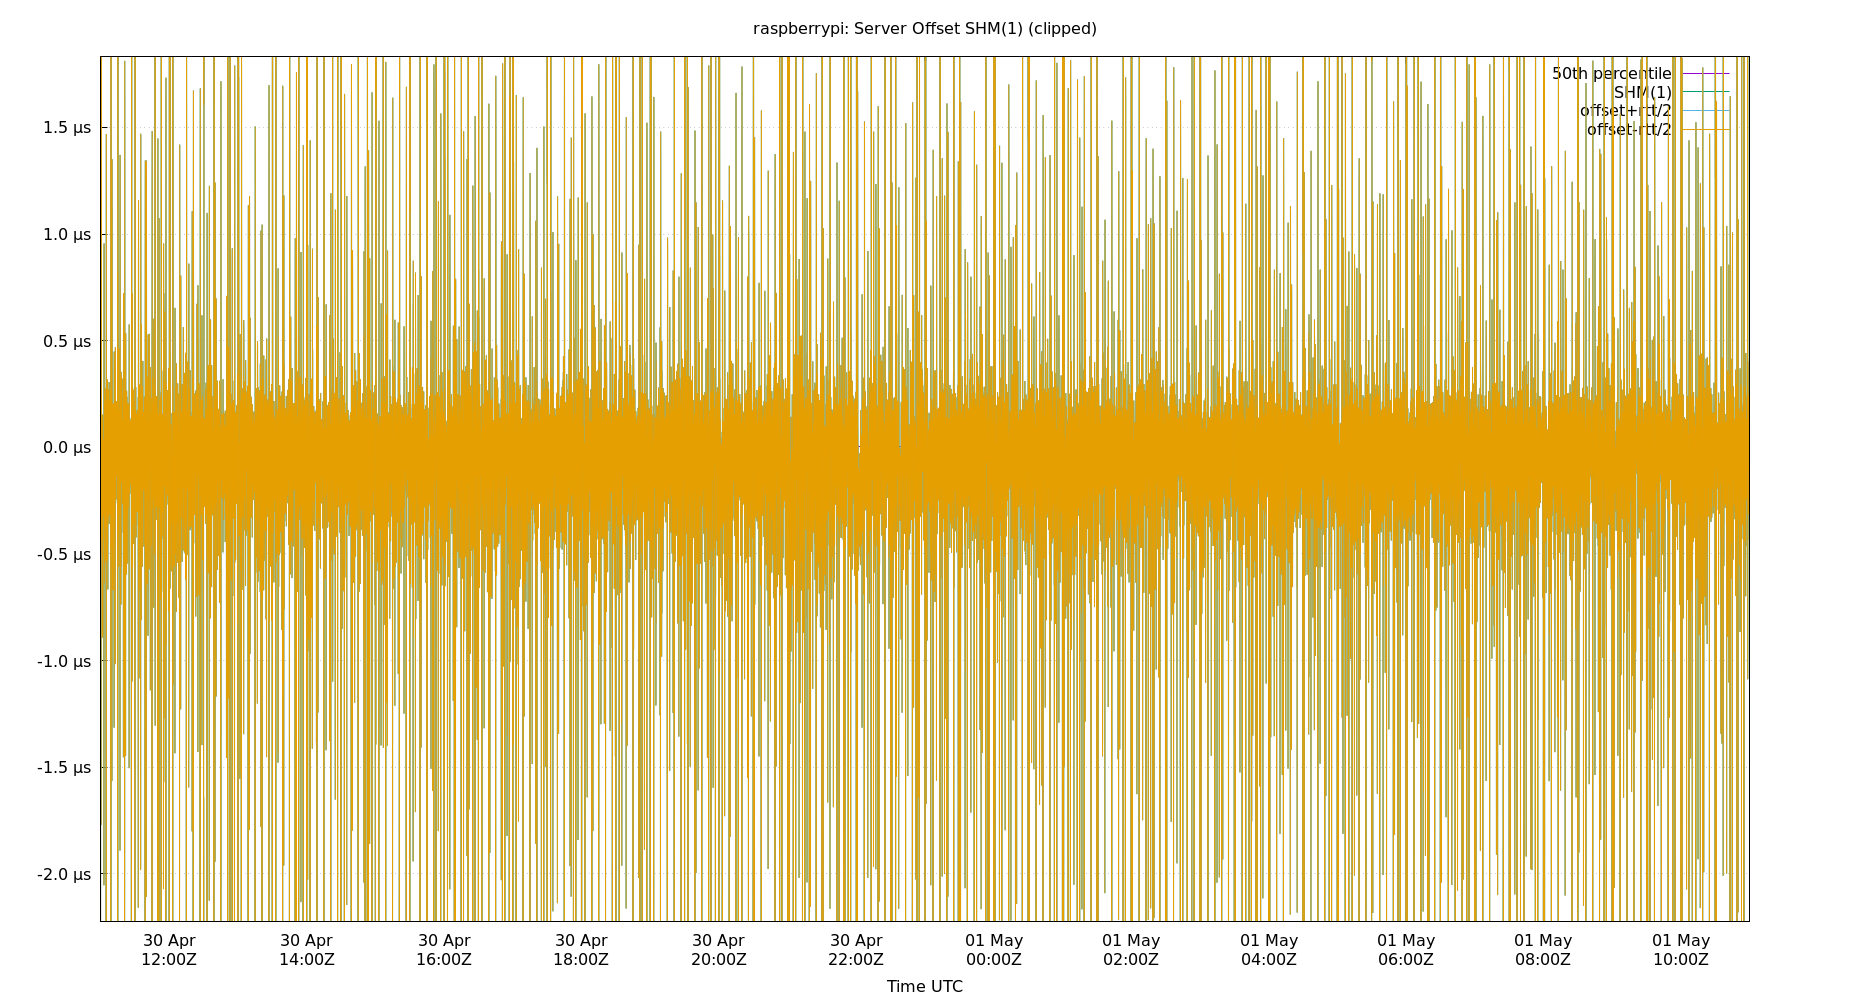 raspberrypi: Server Offset SHM(1) (clipped)
50th percentile
SHM(1)
offset+rtt/2
offset-rtt/2
1.5 µs
1.0 µs
0.5 µs
0.0 µs
-0.5 µs
-1.0 µs
-1.5 µs
-2.0 µs
30 Apr 30 Apr 30 Apr 30 Apr 30 Apr 30 Apr 01 May 01 May 01 May 01 May 01 May 01 May
12:00Z 14:00Z 16:00Z 18:00Z 20:00Z 22:00Z 00:00Z 02:00Z 04:00Z 06:00Z 08:00Z 10:00Z
Time UTC